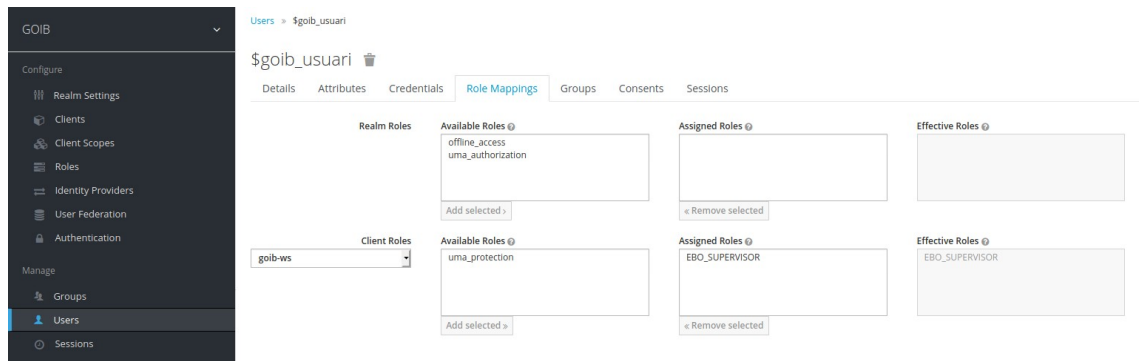 GOIB
Configure
Realm Settings
Clients
Client Scopes
Roles
Identity Providers
User Federation
Authentication
Manage
Groups
Users
Sessions
Users » $goib_usuari
$goib_usuari
Details Attributes Credentials Role Mappings Groups Consents Sessions
Realm Roles
Available Roles
offline_access
uma_authorization
Add selected ›
Assigned Roles
« Remove selected
Effective Roles
Client Roles
goib-ws
Available Roles
uma_protection
Add selected »
Assigned Roles
EBO_SUPERVISOR
« Remove selected
Effective Roles
EBO_SUPERVISOR